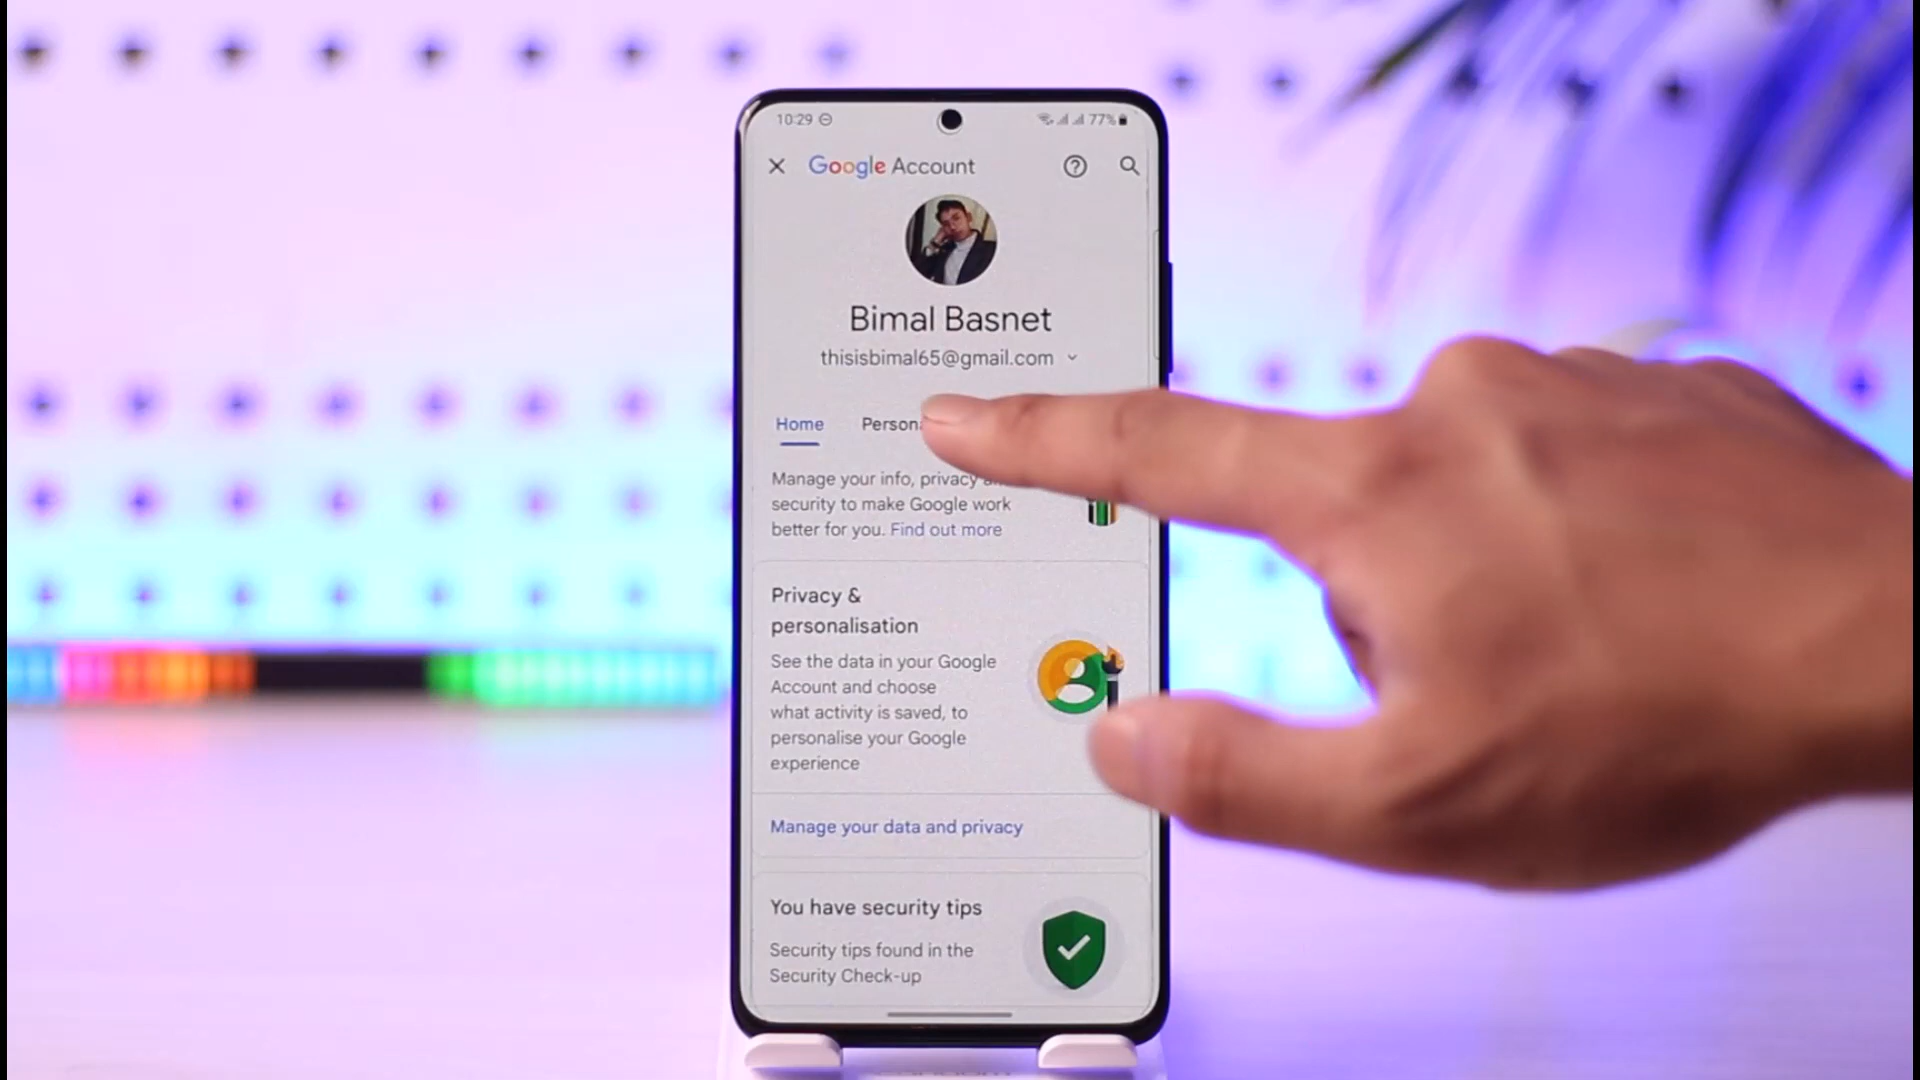 10:29 77%
Google Account
Bimal Basnet
thisisbimal65@gmail.com
Home
Manage your info, privacy
security to make Google work
better for you. Find out more
Privacy &
personalisation
See the data in your Google
Account and choose
what activity is saved, to
personalise your Google
experience
Manage your data and privacy
You have security tips
Security tips found in the
Security Check-up